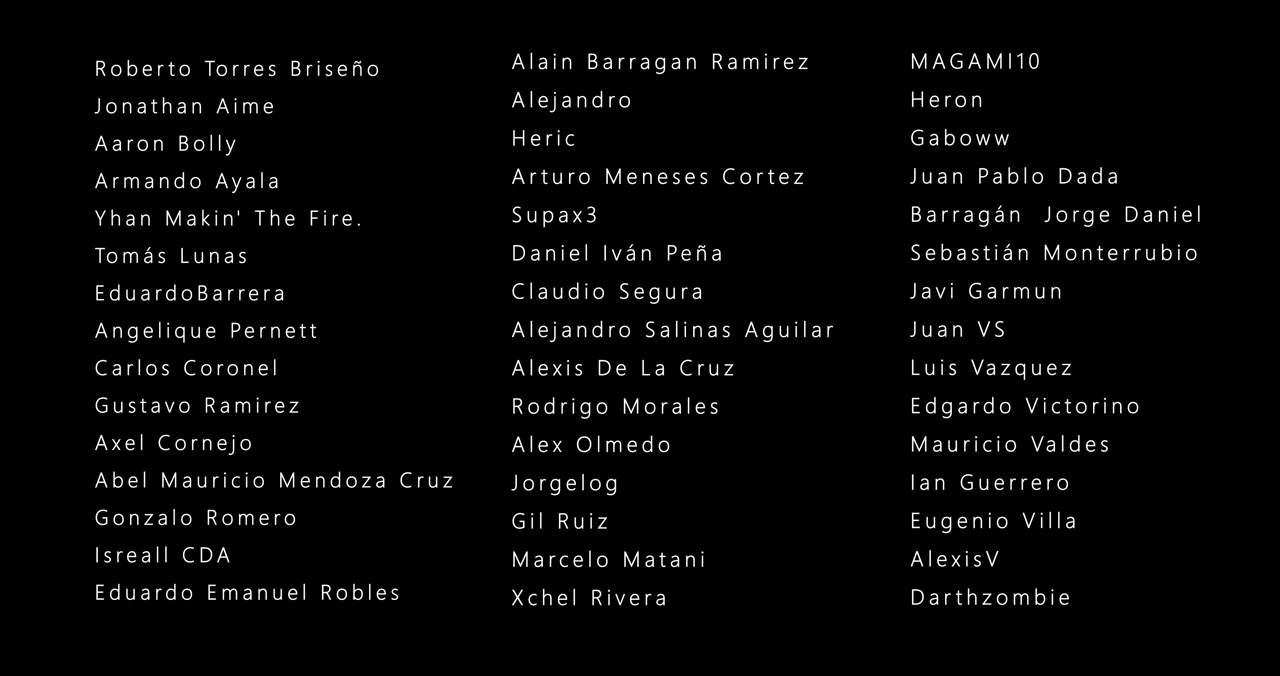 Roberto Torres Briseño
Jonathan Aime
Aaron Bolly
Armando Ayala
Yhan Makin' The Fire.
Tomás Lunas
EduardoBarrera
Angelique Pernett
Carlos Coronel
Gustavo Ramirez
Axel Cornejo
Abel Mauricio Mendoza Cruz
Gonzalo Romero
Isreall CDA
Eduardo Emanuel Robles
Alain Barragan Ramirez
Alejandro
Heric
Arturo Meneses Cortez
Supax3
Daniel Iván Peña
Claudio Segura
Alejandro Salinas Aguilar
Alexis De La Cruz
Rodrigo Morales
Alex Olmedo
Jorgelog
Gil Ruiz
Marcelo Matani
Xchel Rivera
MAGAMI10
Heron
Gaboww
Juan Pablo Dada
Barragán  Jorge Daniel
Sebastián Monterrubio
Javi Garmun
Juan VS
Luis Vazquez
Edgardo Victorino
Mauricio Valdes
Ian Guerrero
Eugenio Villa
AlexisV
Darthzombie